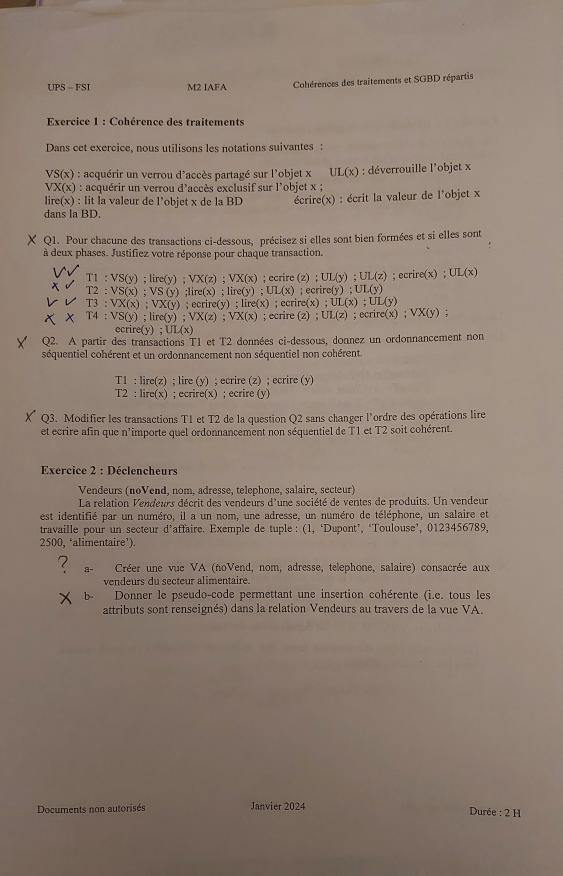 UPS – FSI M2 IAFA Cohérences des traitements et SGBD répartis
Exercice 1 : Cohérence des traitements
Dans cet exercice, nous utilisons les notations suivantes :
VS(x) : acquérir un verrou d'accès partagé sur l'objet x UL(x) : déverrouille l'objet x
VX(x) : acquérir un verrou d'accès exclusif sur l'objet x ;
lire(x) : lit la valeur de l'objet x de la BD écrire(x) : écrit la valeur de l'objet x
dans la BD.
X Q1. Pour chacune des transactions ci-dessous, précisez si elles sont bien formées et si elles sont
à deux phases. Justifiez votre réponse pour chaque transaction.
✓✓ T1 : VS(y) ; lire(y) ; VX(z) ; VX(x) ; ecrire (z) ; UL(y) ; UL(z) ; ecrire(x) ; UL(x)
x ✓ T2 : VS(x) ; VS (y) ;lire(x) ; lire(y) ; UL(x) ; ecrire(y) ; UL(y)
✓ ✓ T3 : VX(x) ; VX(y) ; ecrire(y) ; lire(x) ; ecrire(x) ; UL(x) ; UL(y)
x x T4 : VS(y) ; lire(y) ; VX(z) ; VX(x) ; ecrire (z) ; UL(z) ; ecrire(x) ; VX(y) ;
ecrire(y) ; UL(x)
X Q2. A partir des transactions T1 et T2 données ci-dessous, donnez un ordonnancement non
séquentiel cohérent et un ordonnancement non séquentiel non cohérent.
T1 : lire(z) ; lire (y) ; ecrire (z) ; ecrire (y)
T2 : lire(x) ; ecrire(x) ; ecrire (y)
X Q3. Modifier les transactions T1 et T2 de la question Q2 sans changer l'ordre des opérations lire
et ecrire afin que n'importe quel ordonnancement non séquentiel de T1 et T2 soit cohérent.
Exercice 2 : Déclencheurs
Vendeurs (noVend, nom, adresse, telephone, salaire, secteur)
La relation Vendeurs décrit des vendeurs d'une société de ventes de produits. Un vendeur
est identifié par un numéro, il a un nom, une adresse, un numéro de téléphone, un salaire et
travaille pour un secteur d'affaire. Exemple de tuple : (1, 'Dupont', 'Toulouse', 0123456789,
2500, 'alimentaire').
? a- Créer une vue VA (noVend, nom, adresse, telephone, salaire) consacrée aux
vendeurs du secteur alimentaire.
X b- Donner le pseudo-code permettant une insertion cohérente (i.e. tous les
attributs sont renseignés) dans la relation Vendeurs au travers de la vue VA.
Documents non autorisés Janvier 2024 Durée : 2 H